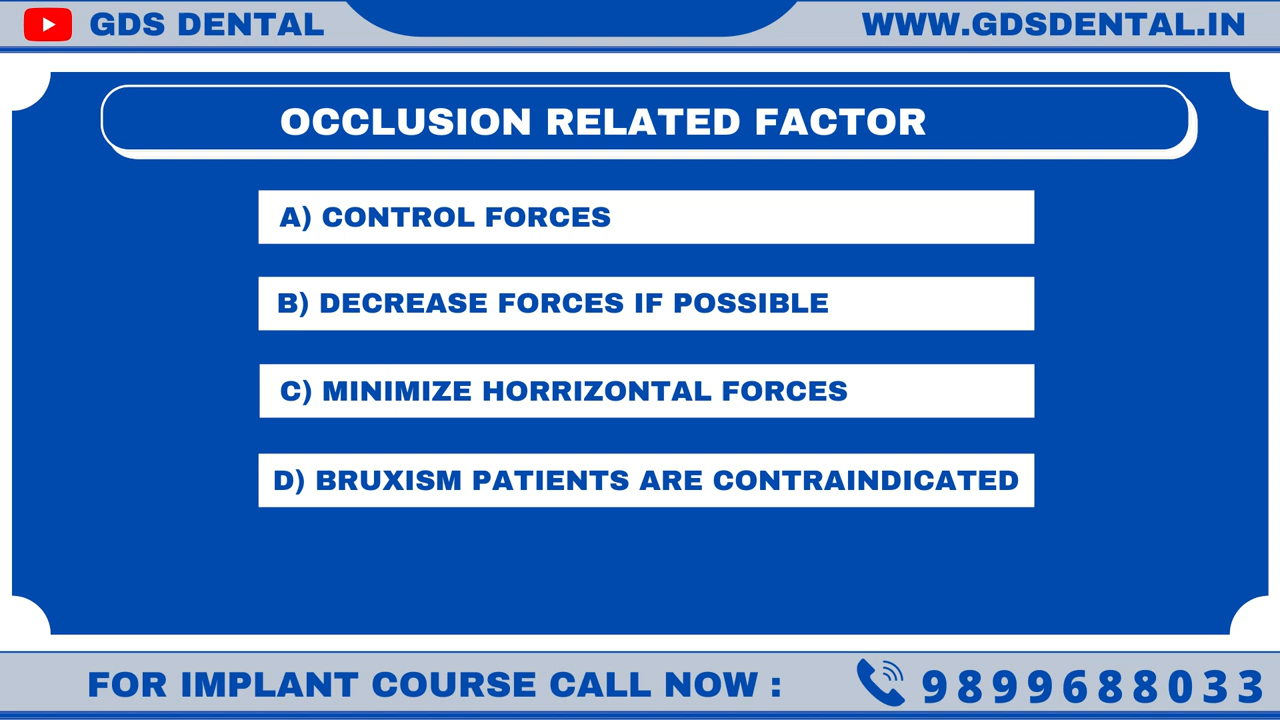 GDS DENTAL
WWW.GDSDENTAL.IN
OCCLUSION RELATED FACTOR
A) CONTROL FORCES
B) DECREASE FORCES IF POSSIBLE
C) MINIMIZE HORRIZONTAL FORCES
D) BRUXISM PATIENTS ARE CONTRAINDICATED
FOR IMPLANT COURSE CALL NOW : 9899688033